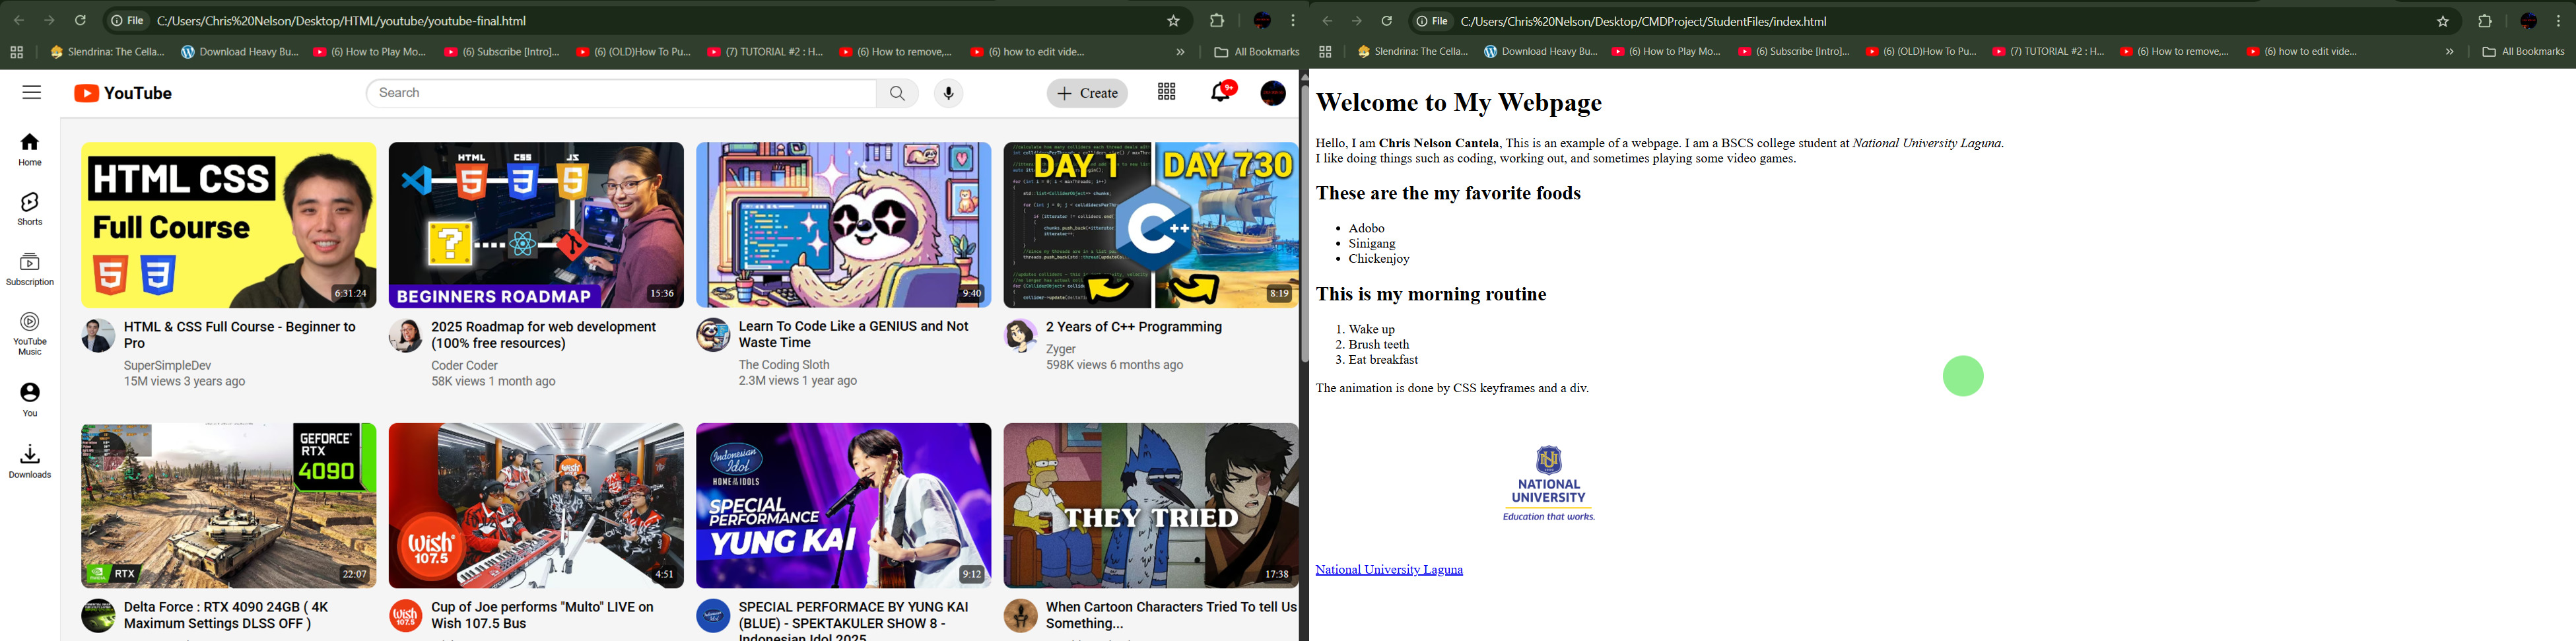 File C:/Users/Chris%20Nelson/Desktop/HTML/youtube/youtube-final.html
Slendrina: The Cella... Download Heavy Bu... (6) How to Play Mo... (6) Subscribe [Intro]... (6) (OLD)How To Pu... (7) TUTORIAL #2 : H... (6) How to remove,... (6) how to edit vide... » All Bookmarks
YouTube
Search
Create
9+
Home
Shorts
Subscription
YouTube
Music
You
Downloads
HTML CSS
Full Course
5 3
6:31:24
HTML & CSS Full Course - Beginner to
Pro
SuperSimpleDev
15M views 3 years ago
HTML CSS JS
5 3 5
?
BEGINNERS ROADMAP
15:36
2025 Roadmap for web development
(100% free resources)
Coder Coder
58K views 1 month ago
9:40
Learn To Code Like a GENIUS and Not
Waste Time
The Coding Sloth
2.3M views 1 year ago
DAY 1 DAY 730
C++
8:19
2 Years of C++ Programming
Zyger
598K views 6 months ago
GEFORCE
RTX
4090
RTX
22:07
Delta Force : RTX 4090 24GB ( 4K
Maximum Settings DLSS OFF )
wish
wish
107.5
4:51
wish
107.5
Cup of Joe performs "Multo" LIVE on
Wish 107.5 Bus
Indonesian
Idol
HOME OF THE IDOLS
SPECIAL
PERFORMANCE
YUNG KAI
9:12
SPECIAL PERFORMACE BY YUNG KAI
(BLUE) - SPEKTAKULER SHOW 8 -
Indonesian Idol 2025
THEY TRIED
17:38
When Cartoon Characters Tried To tell Us
Something...
File C:/Users/Chris%20Nelson/Desktop/CMDProject/StudentFiles/index.html
Slendrina: The Cella... Download Heavy Bu... (6) How to Play Mo... (6) Subscribe [Intro]... (6) (OLD)How To Pu... (7) TUTORIAL #2 : H... (6) How to remove,... (6) how to edit vide... » All Bookmarks
Welcome to My Webpage
Hello, I am Chris Nelson Cantela, This is an example of a webpage. I am a BSCS college student at National University Laguna.
I like doing things such as coding, working out, and sometimes playing some video games.
These are the my favorite foods
• Adobo
• Sinigang
• Chickenjoy
This is my morning routine
1. Wake up
2. Brush teeth
3. Eat breakfast
The animation is done by CSS keyframes and a div.
NATIONAL
UNIVERSITY
Education that works.
National University Laguna